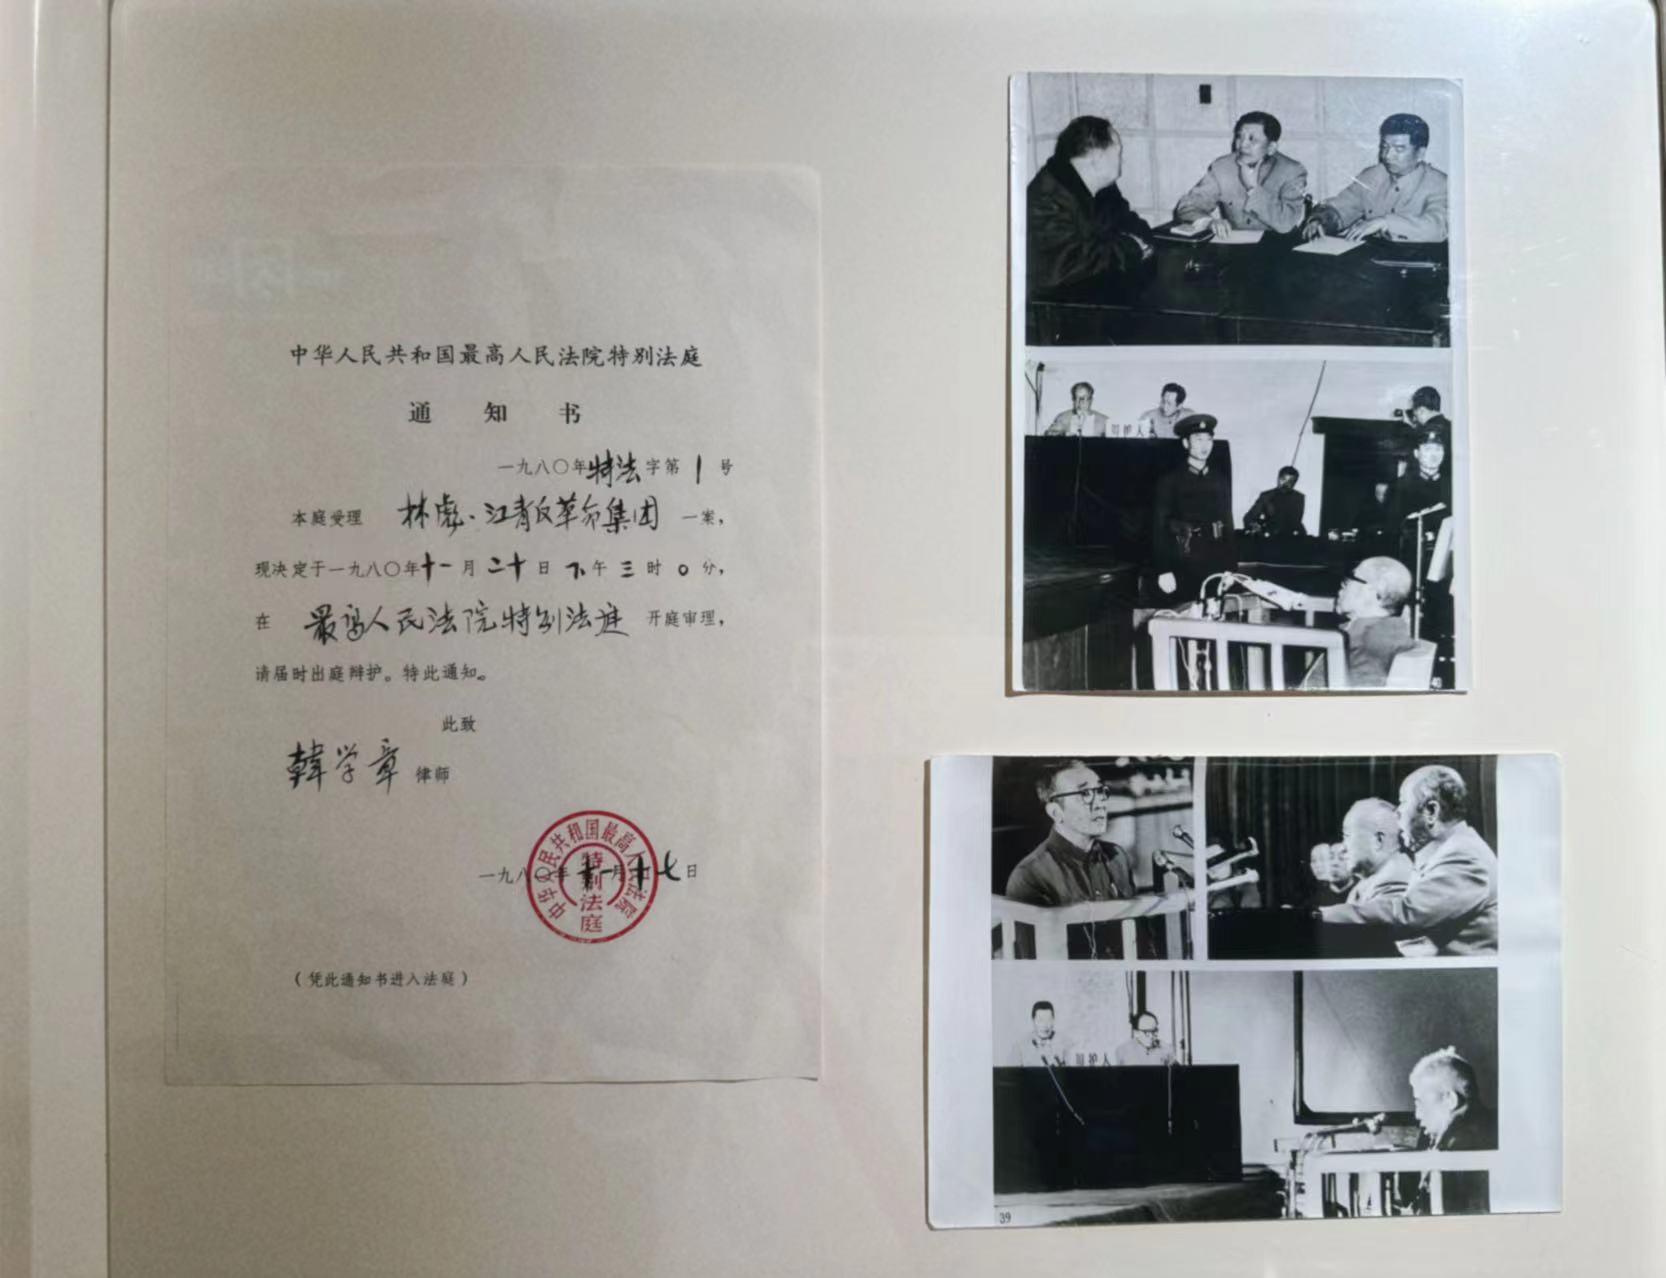 中华人民共和国最高人民法院特别法庭
通 知 书
一九八〇年特法字第1号
本庭受理 林彪、江青反革命集团 一案，
现决定于一九八〇年十一月二十日下午三时0分，
在 最高人民法院特别法庭 开庭审理，
请届时出庭辩护。特此通知。
此致
韩学章 律师
一九八〇年十一月十七日
中华人民共和国最高人民法院
特别法庭
（凭此通知书进入法庭）
辩护人
40
辩护人
39